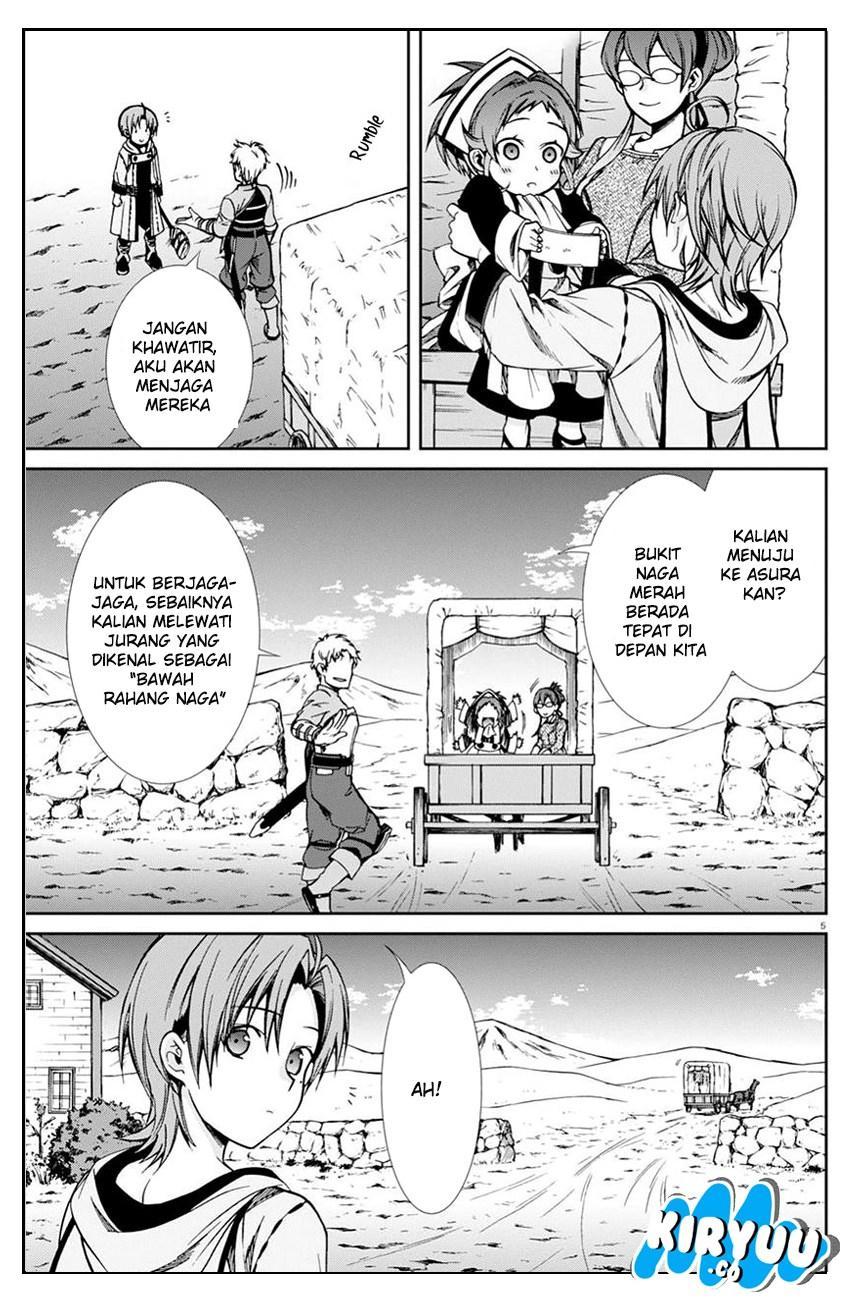 Rumble
JANGAN
KHAWATIR,
AKU AKAN
MENJAGA
MEREKA
KALIAN
MENUJU
KE ASURA
KAN?
BUKIT
NAGA
MERAH
BERADA
TEPAT DI
DEPAN KITA
UNTUK BERJAGA-
JAGA, SEBAIKNYA
KALIAN MELEWATI
JURANG YANG
DIKENAL SEBAGAI
"BAWAH
RAHANG NAGA"
5
AH!
KIRYUU
.CO